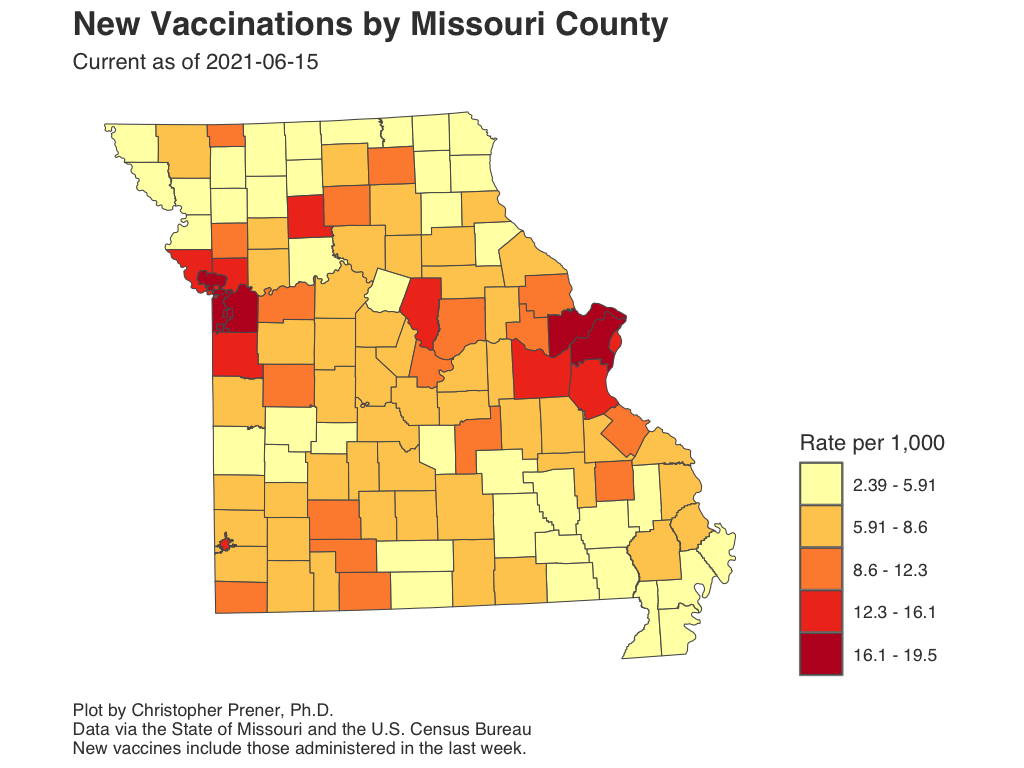 New Vaccinations by Missouri County
Current as of 2021-06-15
Rate per 1,000
2.39 - 5.91
5.91 - 8.6
8.6 - 12.3
12.3 - 16.1
16.1 - 19.5
Plot by Christopher Prener, Ph.D.
Data via the State of Missouri and the U.S. Census Bureau
New vaccines include those administered in the last week.